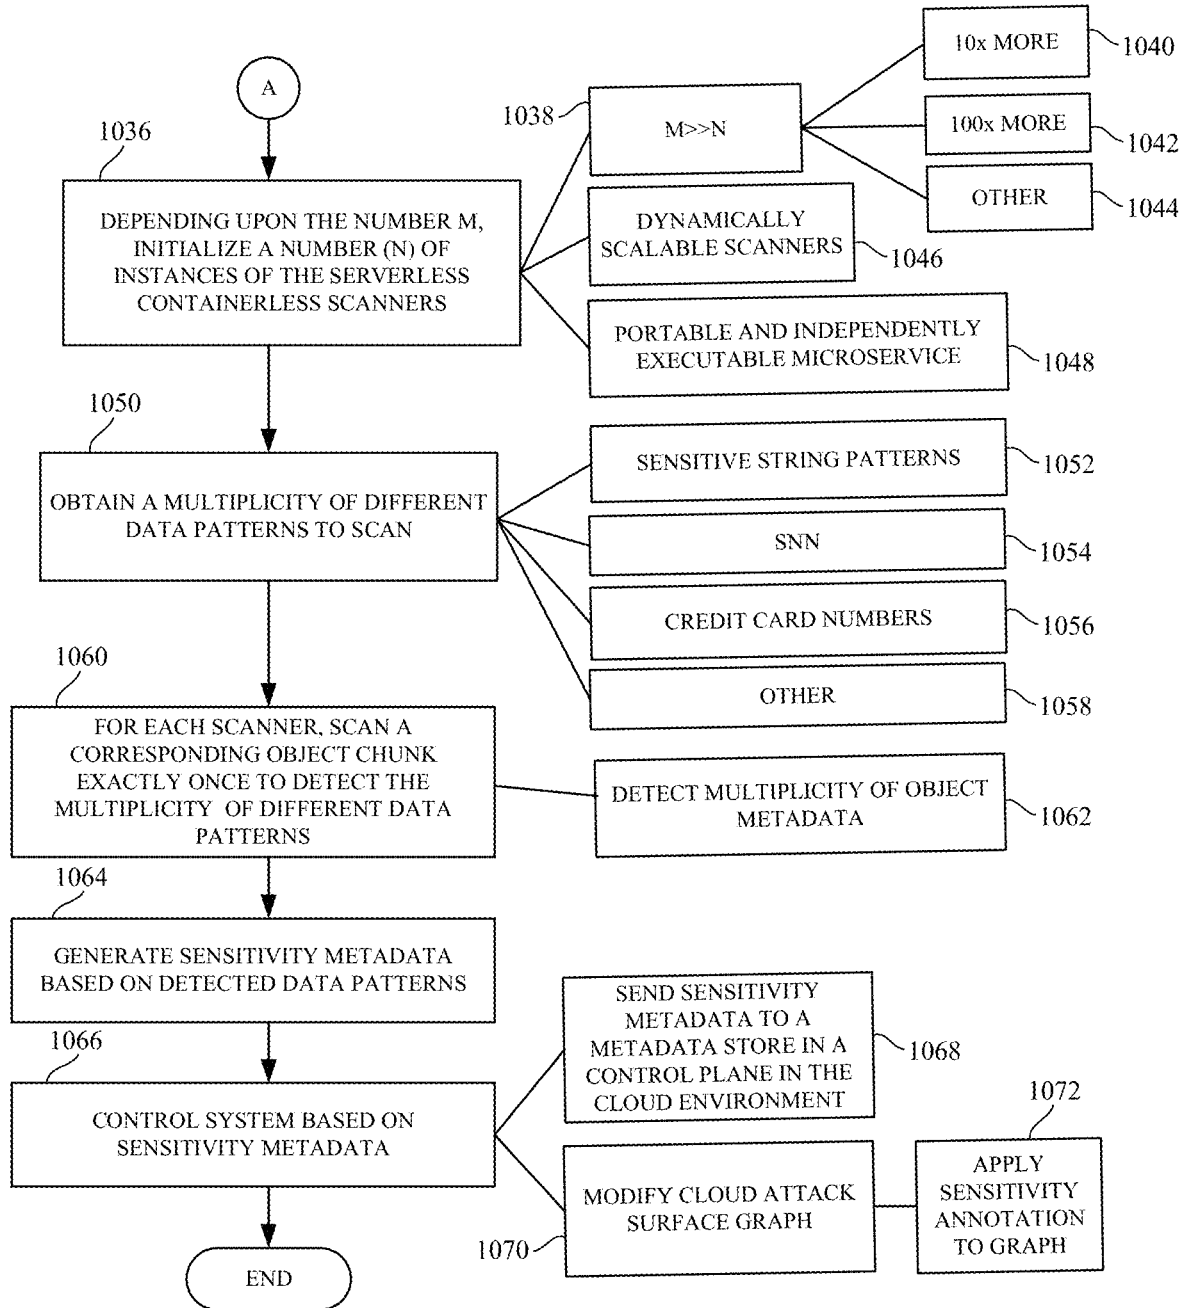 A
1036
DEPENDING UPON THE NUMBER M,
INITIALIZE A NUMBER (N) OF
INSTANCES OF THE SERVERLESS
CONTAINERLESS SCANNERS
1038
M>>N
10x MORE
1040
100x MORE
1042
OTHER
1044
DYNAMICALLY
SCALABLE SCANNERS
1046
PORTABLE AND INDEPENDENTLY
EXECUTABLE MICROSERVICE
1048
1050
OBTAIN A MULTIPLICITY OF DIFFERENT
DATA PATTERNS TO SCAN
SENSITIVE STRING PATTERNS
1052
SNN
1054
CREDIT CARD NUMBERS
1056
OTHER
1058
1060
FOR EACH SCANNER, SCAN A
CORRESPONDING OBJECT CHUNK
EXACTLY ONCE TO DETECT THE
MULTIPLICITY OF DIFFERENT DATA
PATTERNS
DETECT MULTIPLICITY OF OBJECT
METADATA
1062
1064
GENERATE SENSITIVITY METADATA
BASED ON DETECTED DATA PATTERNS
1066
CONTROL SYSTEM BASED ON
SENSITIVITY METADATA
SEND SENSITIVITY
METADATA TO A
METADATA STORE IN A
CONTROL PLANE IN THE
CLOUD ENVIRONMENT
1068
MODIFY CLOUD ATTACK
SURFACE GRAPH
1070
1072
APPLY
SENSITIVITY
ANNOTATION
TO GRAPH
END